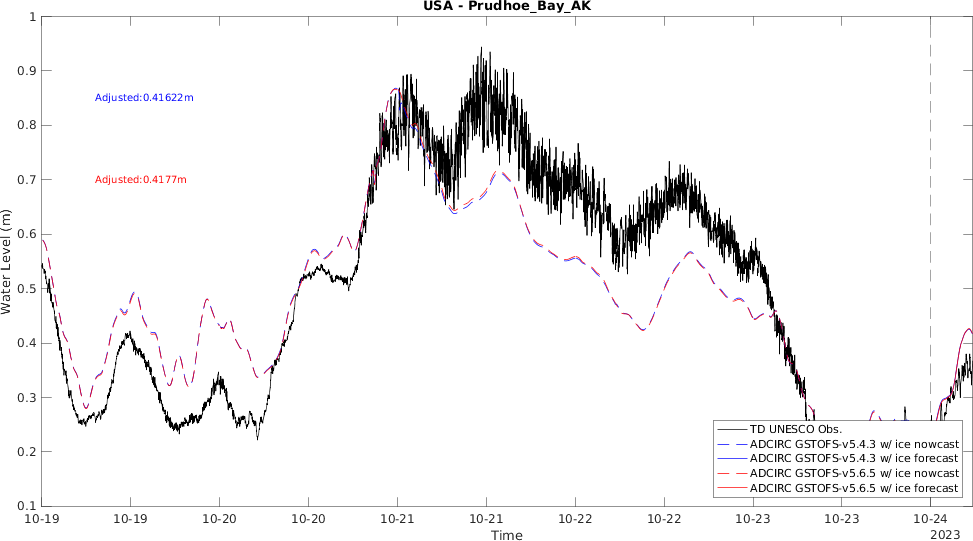 USA - Prudhoe_Bay_AK
1
0.9
0.8
0.7
0.6
0.5
0.4
0.3
0.2
0.1
Water Level (m)
Adjusted:0.41622m
Adjusted:0.4177m
TD UNESCO Obs.
ADCIRC GSTOFS-v5.4.3 w/ ice nowcast
ADCIRC GSTOFS-v5.4.3 w/ ice forecast
ADCIRC GSTOFS-v5.6.5 w/ ice nowcast
ADCIRC GSTOFS-v5.6.5 w/ ice forecast
10-19 10-19 10-20 10-20 10-21 10-21 10-22 10-22 10-23 10-23 10-24
Time 2023